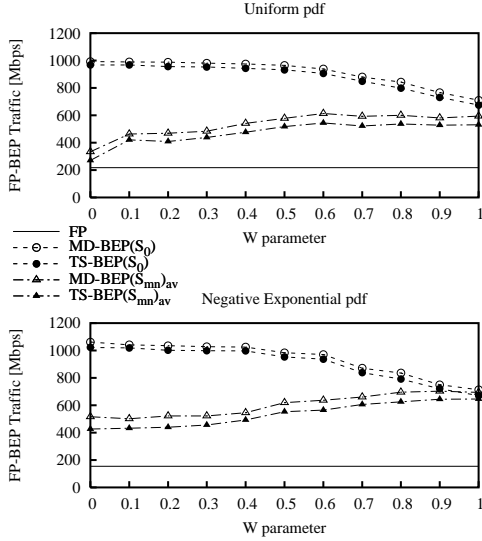 Uniform pdf
FP-BEP Traffic [Mbps]
1200
1000
800
600
400
200
0
0 0.1 0.2 0.3 0.4 0.5 0.6 0.7 0.8 0.9 1
W parameter
FP
MD-BEP(S0)
TS-BEP(S0)
MD-BEP(Smn)av
TS-BEP(Smn)av
Negative Exponential pdf
FP-BEP Traffic [Mbps]
1200
1000
800
600
400
200
0
0 0.1 0.2 0.3 0.4 0.5 0.6 0.7 0.8 0.9 1
W parameter